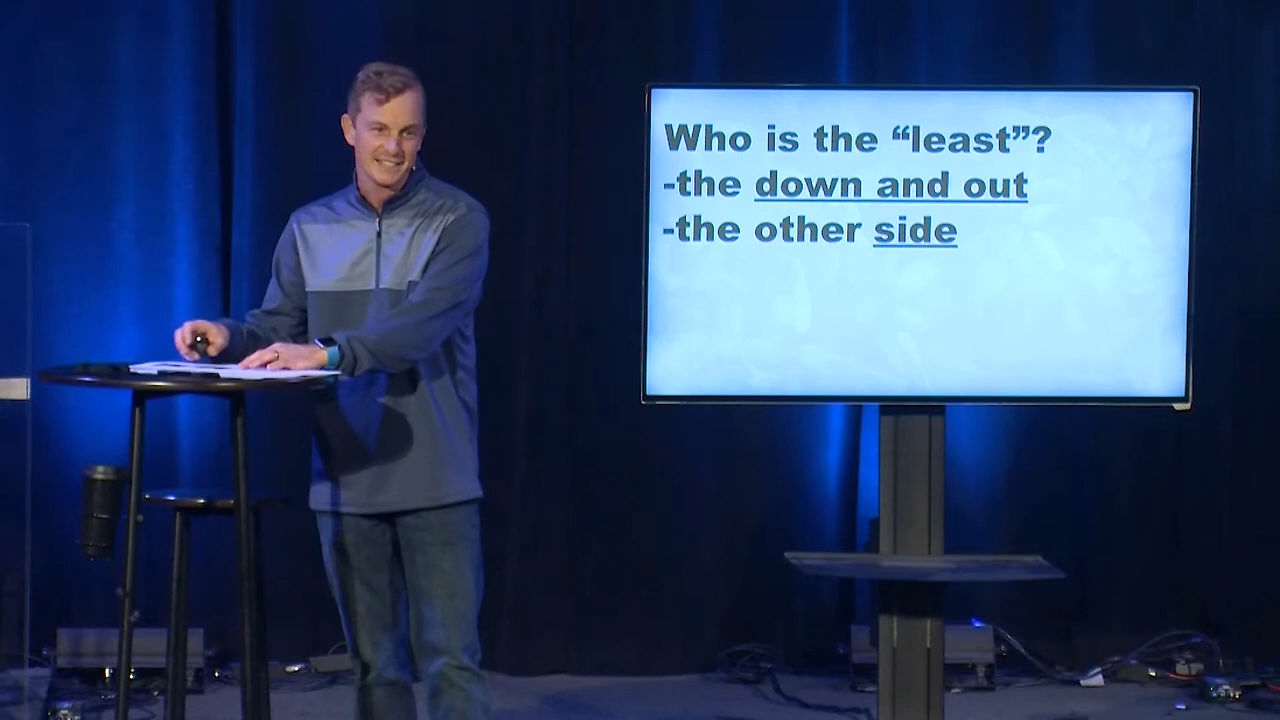 Who is the “least”?
-the down and out
-the other side